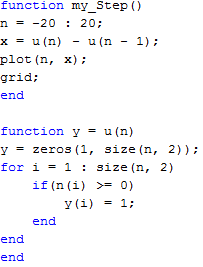 function my_Step()
n = -20 : 20;
x = u(n) - u(n - 1);
plot(n, x);
grid;
end

function y = u(n)
y = zeros(1, size(n, 2));
for i = 1 : size(n, 2)
    if(n(i) >= 0)
        y(i) = 1;
    end
end
end